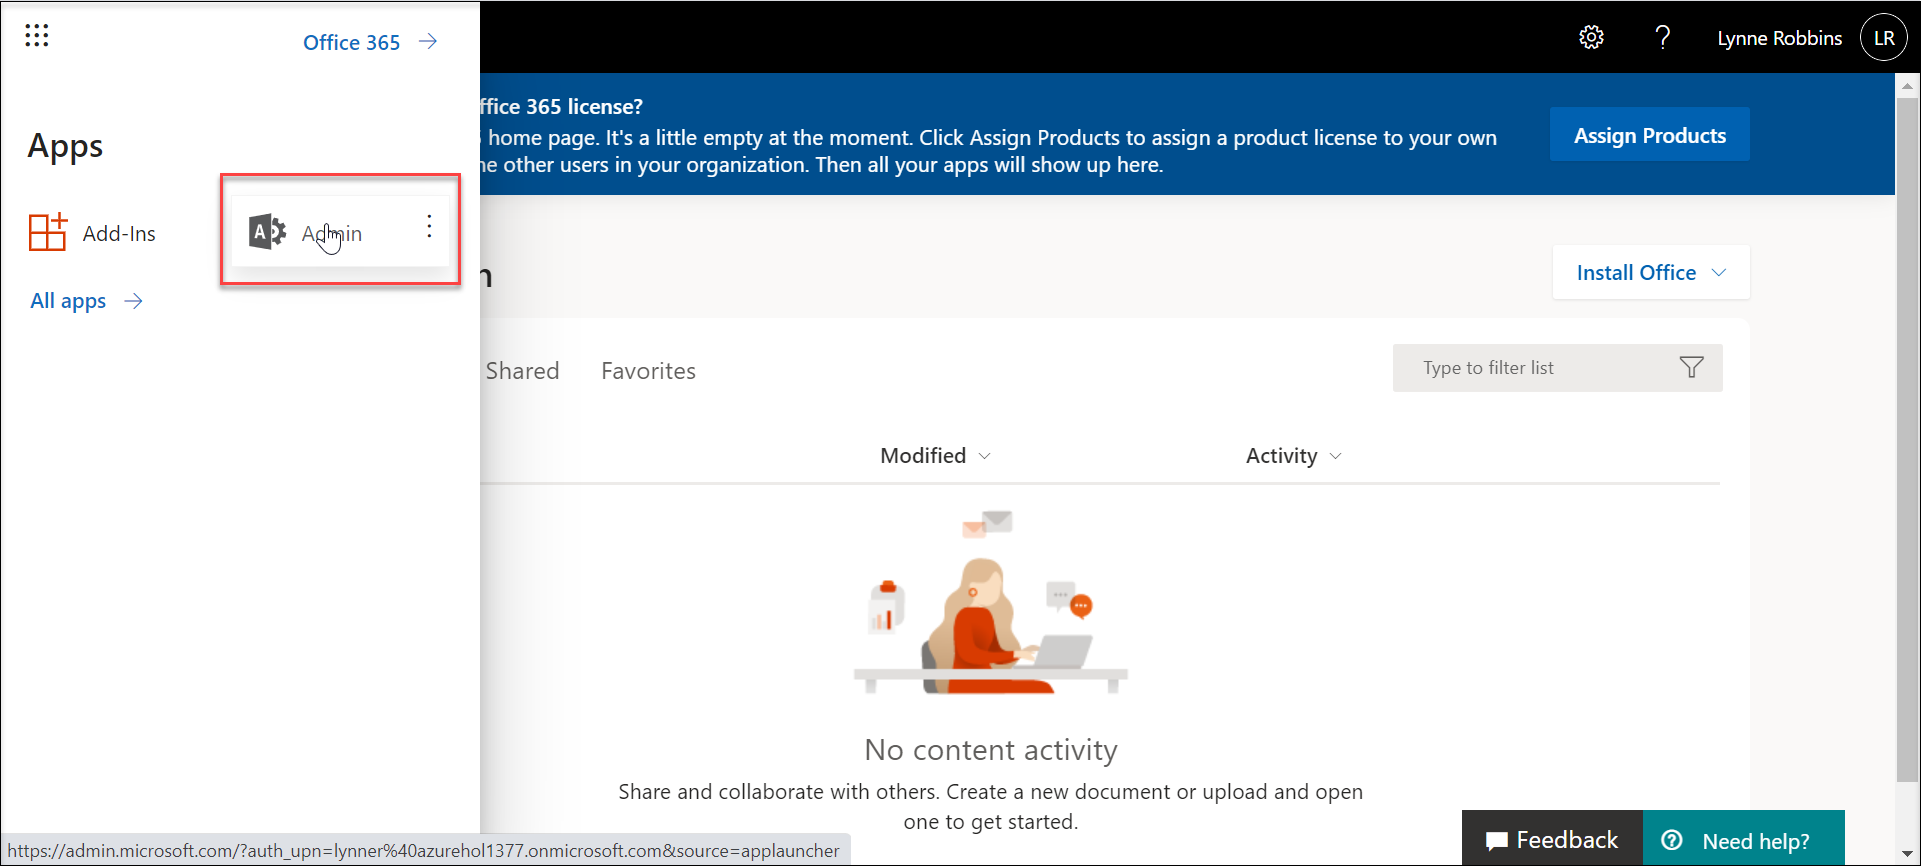 Office 365
Lynne Robbins
LR
Apps
Add-Ins
Admin
All apps
ffice 365 license?
home page. It's a little empty at the moment. Click Assign Products to assign a product license to your own
ne other users in your organization. Then all your apps will show up here.
Assign Products
n
Install Office
Shared
Favorites
Type to filter list
Modified
Activity
No content activity
Share and collaborate with others. Create a new document or upload and open
one to get started.
Feedback
Need help?
https://admin.microsoft.com/?auth_upn=lynner%40azurehol1377.onmicrosoft.com&source=applauncher